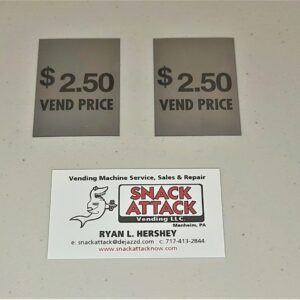 $2.50
VEND PRICE
$2.50
VEND PRICE
Vending Machine Service, Sales & Repair
SNACK
ATTACK
Vending LLC.
Manheim, PA
RYAN L. HERSHEY
e: snackattack@dejazzd.com c: 717-413-2844
www.snackattacknow.com